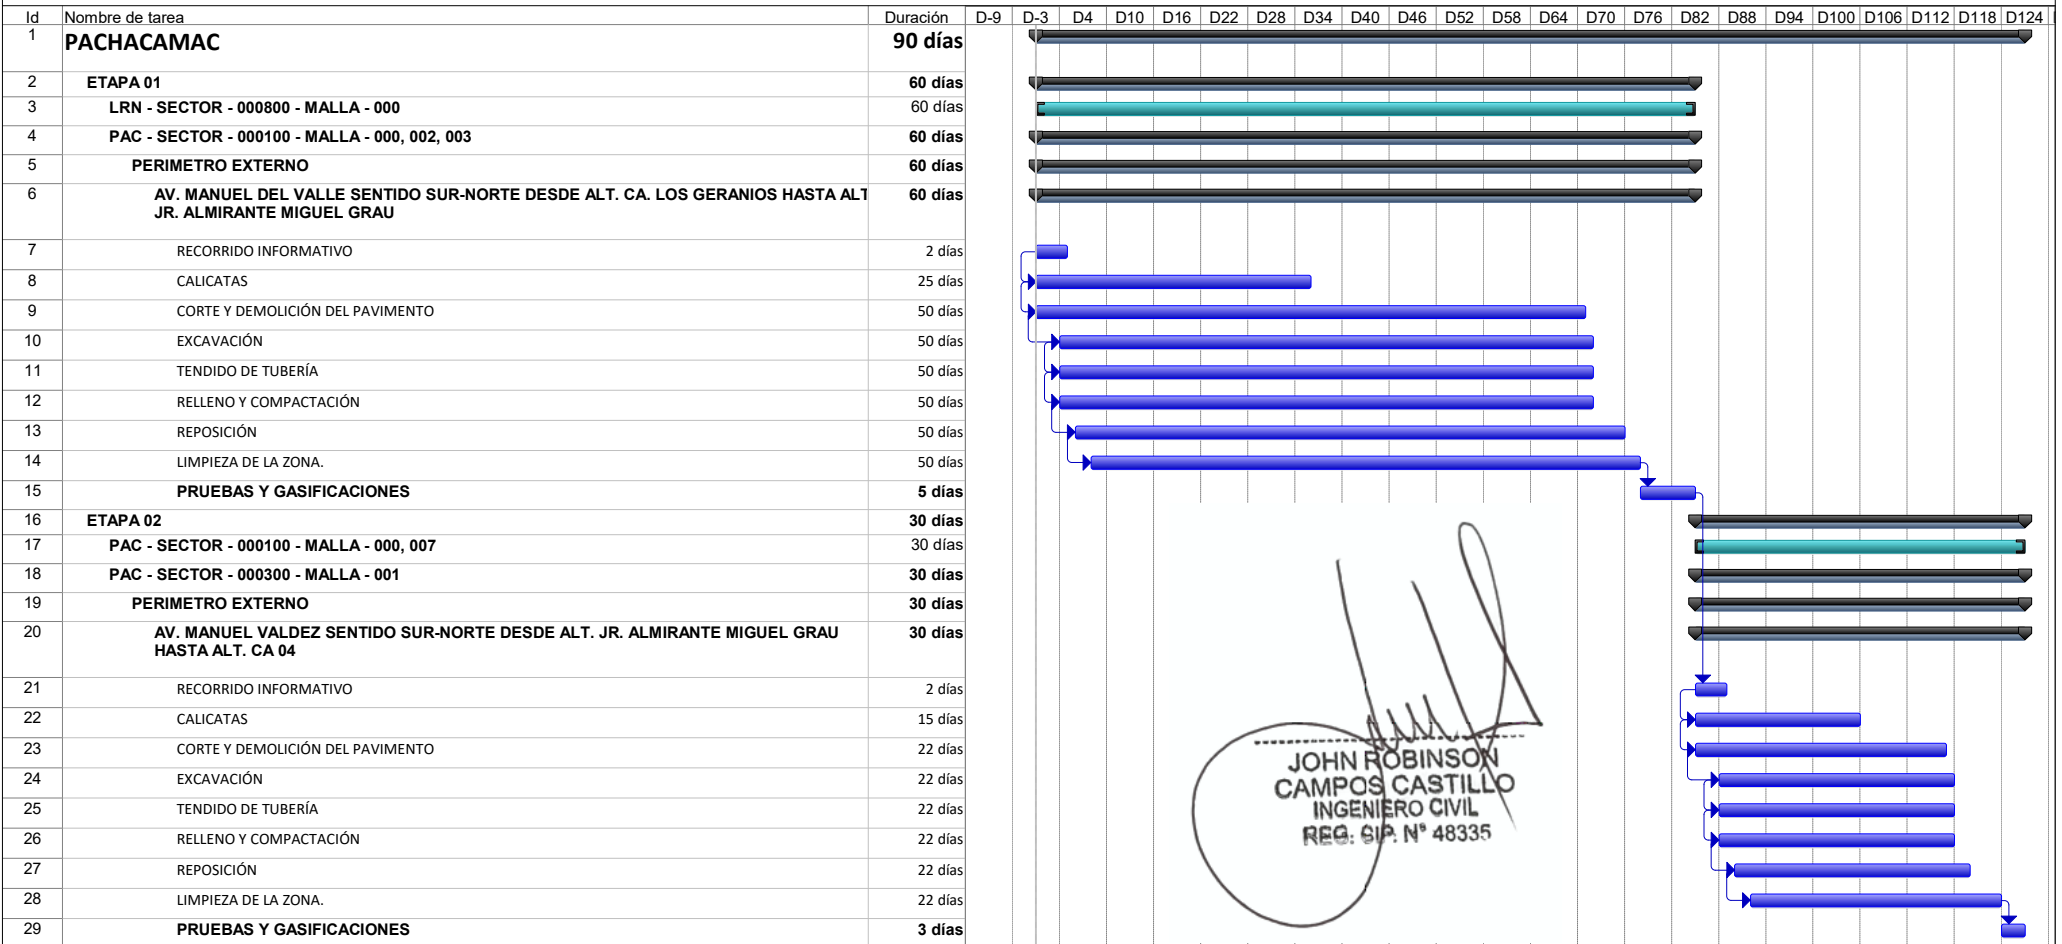 Id Nombre de tarea Duración D-9 D-3 D4 D10 D16 D22 D28 D34 D40 D46 D52 D58 D64 D70 D76 D82 D88 D94 D100 D106 D112 D118 D124
1 PACHACAMAC 90 días
2 ETAPA 01 60 días
3 LRN - SECTOR - 000800 - MALLA - 000 60 días
4 PAC - SECTOR - 000100 - MALLA - 000, 002, 003 60 días
5 PERIMETRO EXTERNO 60 días
6 AV. MANUEL DEL VALLE SENTIDO SUR-NORTE DESDE ALT. CA. LOS GERANIOS HASTA ALT 60 días
JR. ALMIRANTE MIGUEL GRAU
7 RECORRIDO INFORMATIVO 2 días
8 CALICATAS 25 días
9 CORTE Y DEMOLICIÓN DEL PAVIMENTO 50 días
10 EXCAVACIÓN 50 días
11 TENDIDO DE TUBERÍA 50 días
12 RELLENO Y COMPACTACIÓN 50 días
13 REPOSICIÓN 50 días
14 LIMPIEZA DE LA ZONA. 50 días
15 PRUEBAS Y GASIFICACIONES 5 días
16 ETAPA 02 30 días
17 PAC - SECTOR - 000100 - MALLA - 000, 007 30 días
18 PAC - SECTOR - 000300 - MALLA - 001 30 días
19 PERIMETRO EXTERNO 30 días
20 AV. MANUEL VALDEZ SENTIDO SUR-NORTE DESDE ALT. JR. ALMIRANTE MIGUEL GRAU 30 días
HASTA ALT. CA 04
21 RECORRIDO INFORMATIVO 2 días
22 CALICATAS 15 días
23 CORTE Y DEMOLICIÓN DEL PAVIMENTO 22 días
24 EXCAVACIÓN 22 días
25 TENDIDO DE TUBERÍA 22 días
26 RELLENO Y COMPACTACIÓN 22 días
27 REPOSICIÓN 22 días
28 LIMPIEZA DE LA ZONA. 22 días
29 PRUEBAS Y GASIFICACIONES 3 días
JOHN ROBINSON
CAMPOS CASTILLO
INGENIERO CIVIL
REG. CIP. N° 48335